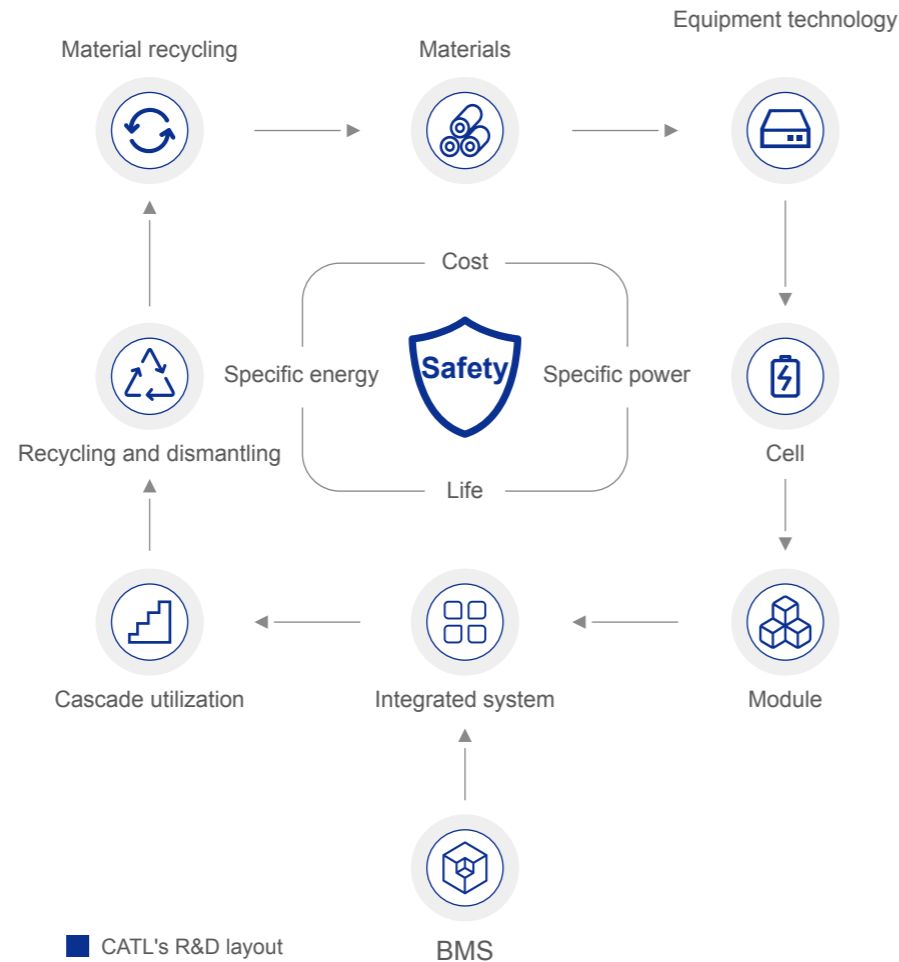 Equipment technology
Material recycling
Materials
Cost
Specific energy
Safety
Specific power
Recycling and dismantling
Cell
Life
Cascade utilization
Integrated system
Module
CATL's R&D layout
BMS